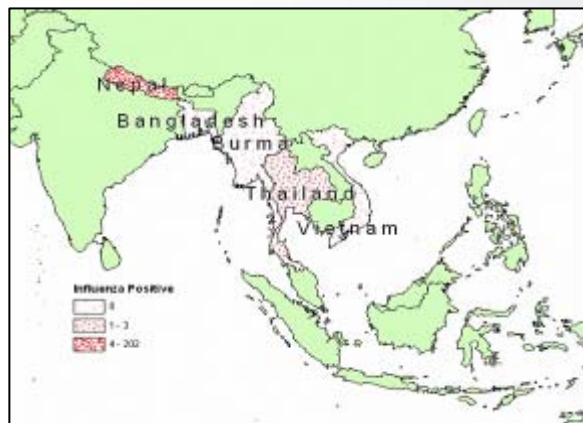 Nepal
Bangladesh
Burma
Thailand
Vietnam
Influenza Positive
0
1 - 3
4 - 202